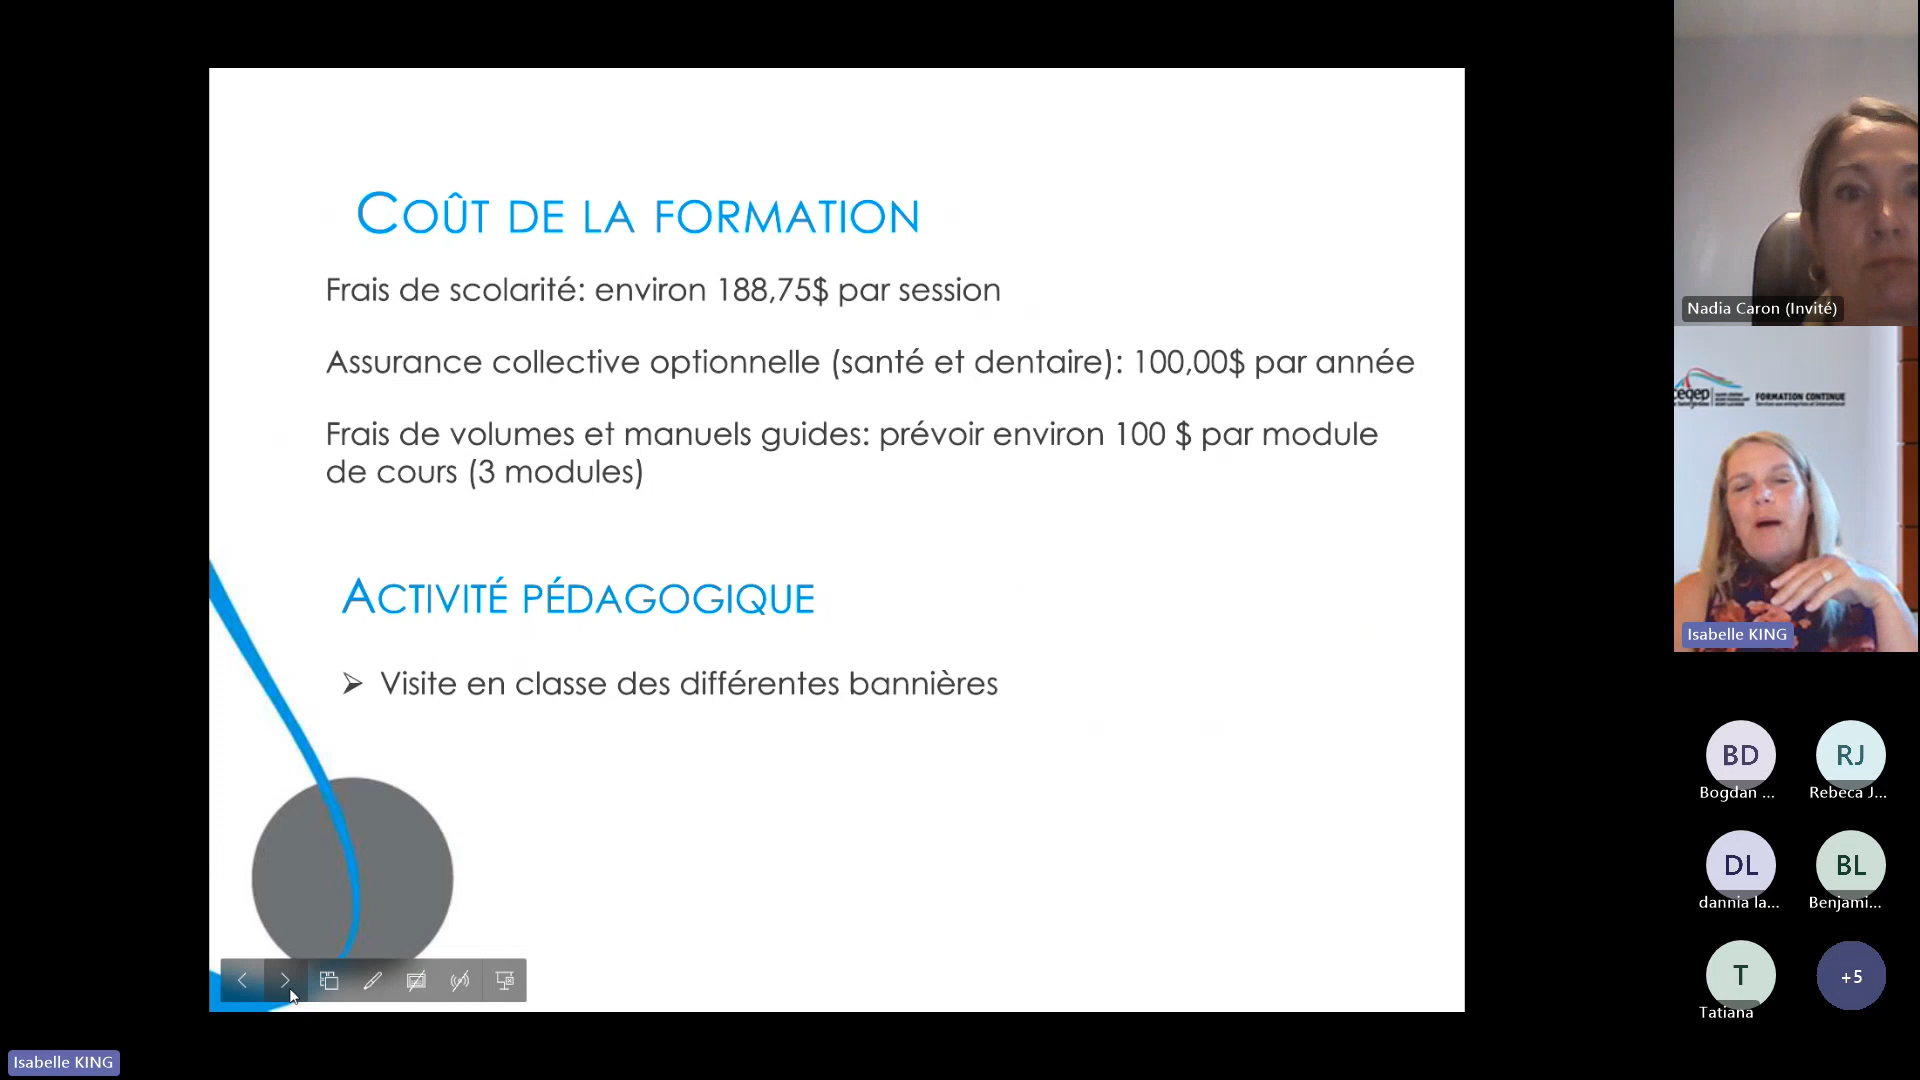 COÛT DE LA FORMATION
Frais de scolarité: environ 188,75$ par session
Assurance collective optionnelle (santé et dentaire): 100,00$ par année
Frais de volumes et manuels guides: prévoir environ 100 $ par module
de cours (3 modules)
ACTIVITÉ PÉDAGOGIQUE
➢ Visite en classe des différentes bannières
Isabelle KING
Nadia Caron (Invité)
cegep
FORMATION CONTINUE
Isabelle KING
BD
Bogdan ...
RJ
Rebeca J...
DL
dannia la...
BL
Benjami...
T
Tatiana
+5